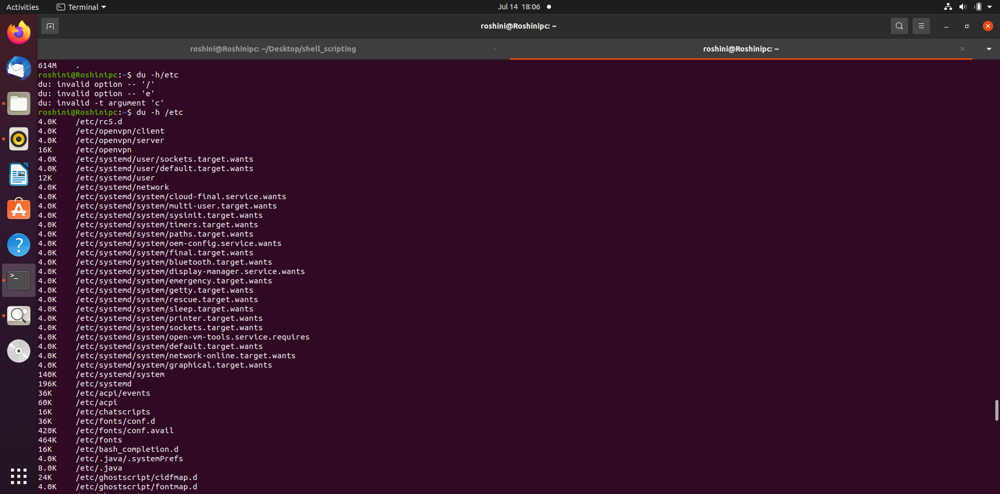 Activities
Terminal
Jul 14 18:06
roshini@Roshinipc: ~
roshini@Roshinipc: ~/Desktop/shell_scripting
roshini@Roshinipc: ~
614M    .
roshini@Roshinipc:~$ du -h/etc
du: invalid option -- '/'
du: invalid option -- 'e'
du: invalid -t argument 'c'
roshini@Roshinipc:~$ du -h /etc
4.0K    /etc/rc5.d
4.0K    /etc/openvpn/client
4.0K    /etc/openvpn/server
16K     /etc/openvpn
4.0K    /etc/systemd/user/sockets.target.wants
4.0K    /etc/systemd/user/default.target.wants
12K     /etc/systemd/user
4.0K    /etc/systemd/network
4.0K    /etc/systemd/system/cloud-final.service.wants
4.0K    /etc/systemd/system/multi-user.target.wants
4.0K    /etc/systemd/system/sysinit.target.wants
4.0K    /etc/systemd/system/timers.target.wants
4.0K    /etc/systemd/system/paths.target.wants
4.0K    /etc/systemd/system/oem-config.service.wants
4.0K    /etc/systemd/system/final.target.wants
4.0K    /etc/systemd/system/bluetooth.target.wants
4.0K    /etc/systemd/system/display-manager.service.wants
4.0K    /etc/systemd/system/emergency.target.wants
4.0K    /etc/systemd/system/getty.target.wants
4.0K    /etc/systemd/system/rescue.target.wants
4.0K    /etc/systemd/system/sleep.target.wants
4.0K    /etc/systemd/system/printer.target.wants
4.0K    /etc/systemd/system/sockets.target.wants
4.0K    /etc/systemd/system/open-vm-tools.service.requires
4.0K    /etc/systemd/system/default.target.wants
4.0K    /etc/systemd/system/network-online.target.wants
4.0K    /etc/systemd/system/graphical.target.wants
140K    /etc/systemd/system
196K    /etc/systemd
36K     /etc/acpi/events
60K     /etc/acpi
16K     /etc/chatscripts
36K     /etc/fonts/conf.d
420K    /etc/fonts/conf.avail
464K    /etc/fonts
16K     /etc/bash_completion.d
4.0K    /etc/.java/.systemPrefs
8.0K    /etc/.java
24K     /etc/ghostscript/cidfmap.d
4.0K    /etc/ghostscript/fontmap.d